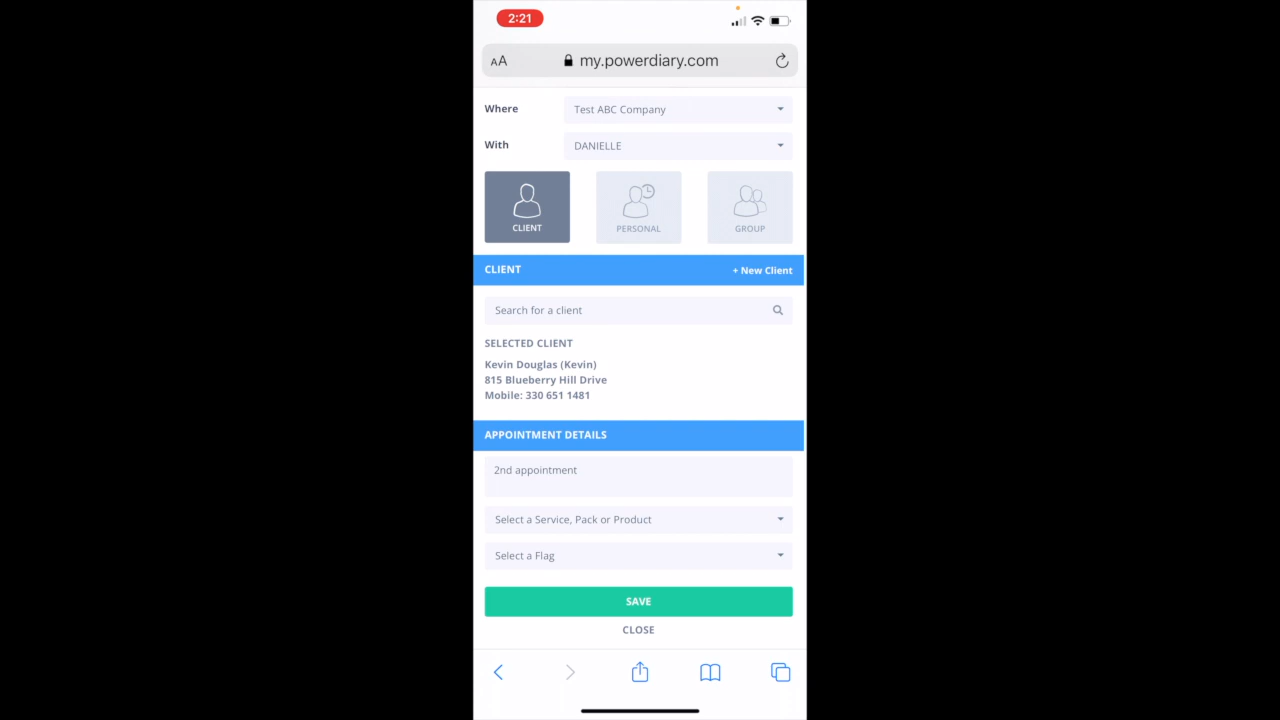 2:21
AA my.powerdiary.com
Where Test ABC Company
With DANIELLE
CLIENT PERSONAL GROUP
CLIENT + New Client
Search for a client
SELECTED CLIENT
Kevin Douglas (Kevin)
815 Blueberry Hill Drive
Mobile: 330 651 1481
APPOINTMENT DETAILS
2nd appointment
Select a Service, Pack or Product
Select a Flag
SAVE
CLOSE